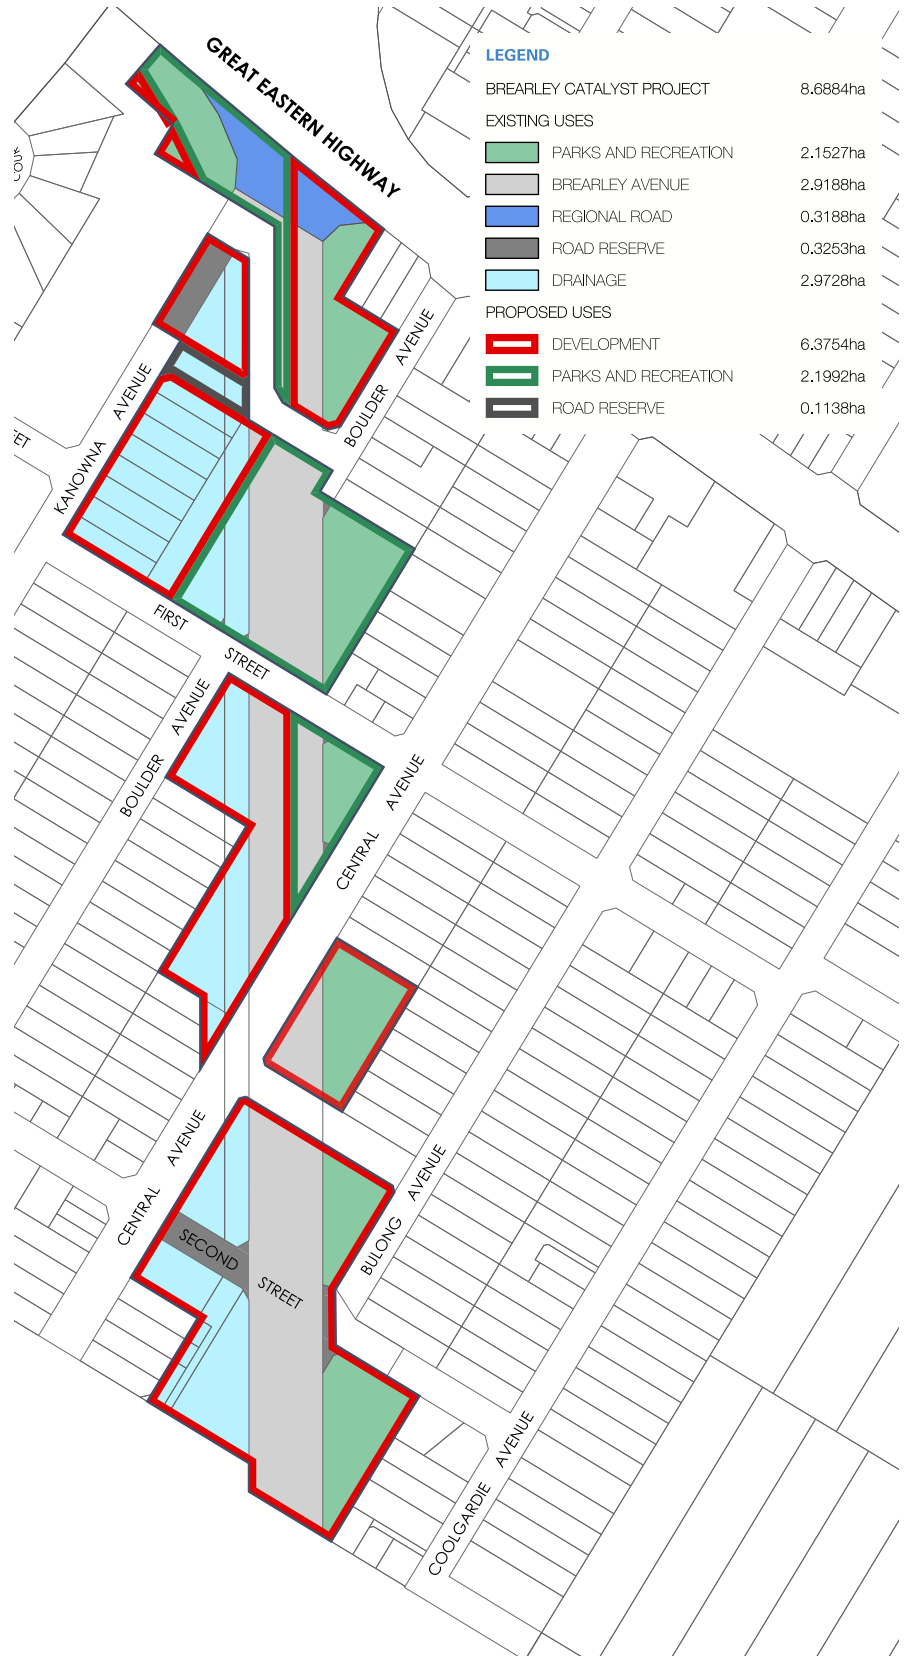 GREAT EASTERN HIGHWAY
LEGEND
BREARLEY CATALYST PROJECT 8.6884ha
EXISTING USES
PARKS AND RECREATION 2.1527ha
BREARLEY AVENUE 2.9188ha
REGIONAL ROAD 0.3188ha
ROAD RESERVE 0.3253ha
DRAINAGE 2.9728ha
PROPOSED USES
DEVELOPMENT 6.3754ha
PARKS AND RECREATION 2.1992ha
ROAD RESERVE 0.1138ha
KANOWNA AVENUE
BOULDER AVENUE
FIRST STREET
BOULDER AVENUE
CENTRAL AVENUE
CENTRAL AVENUE
SECOND STREET
BULONG AVENUE
COOLGARDIE AVENUE